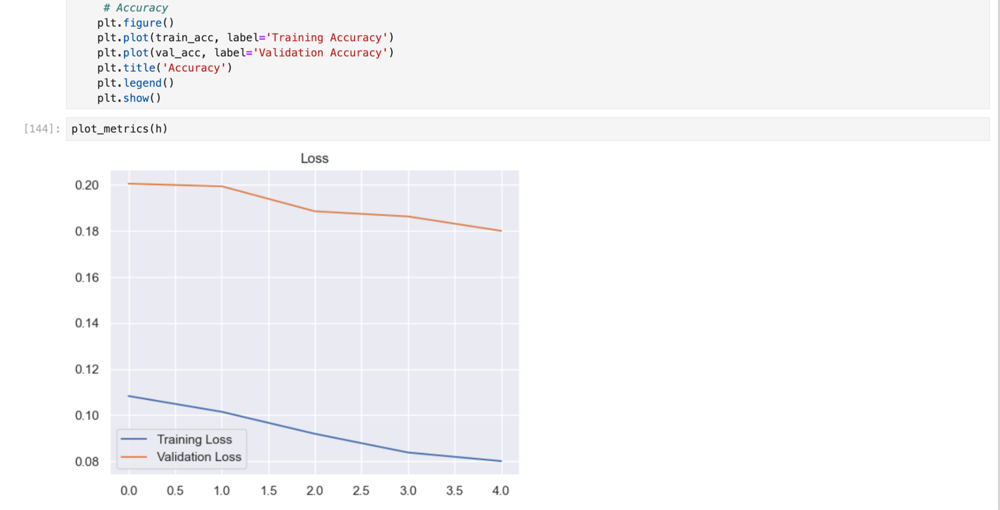 # Accuracy
plt.figure()
plt.plot(train_acc, label='Training Accuracy')
plt.plot(val_acc, label='Validation Accuracy')
plt.title('Accuracy')
plt.legend()
plt.show()
[144]: plot_metrics(h)
Loss
0.20
0.18
0.16
0.14
0.12
0.10
0.08
Training Loss
Validation Loss
0.0 0.5 1.0 1.5 2.0 2.5 3.0 3.5 4.0